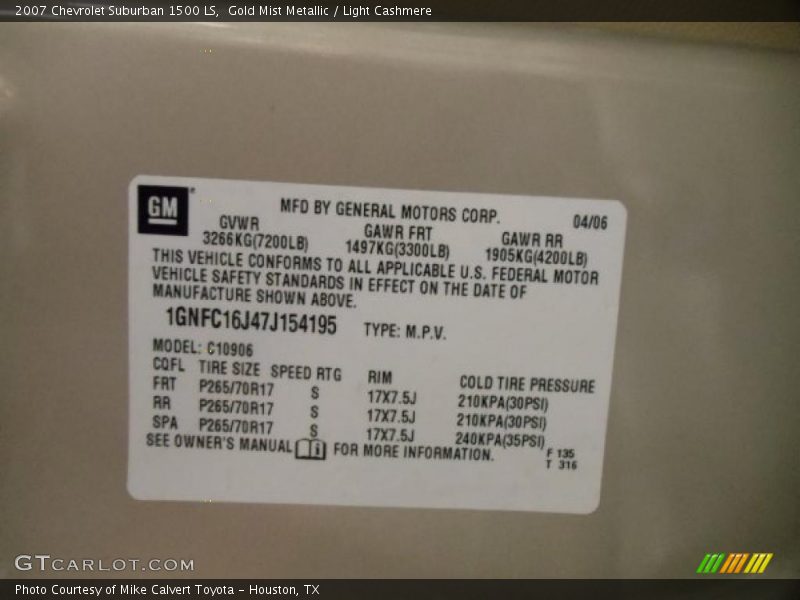 2007 Chevrolet Suburban 1500 LS,  Gold Mist Metallic / Light Cashmere
GM
MFD BY GENERAL MOTORS CORP. 04/06
GVWR GAWR FRT GAWR RR
3266KG(7200LB) 1497KG(3300LB) 1905KG(4200LB)
THIS VEHICLE CONFORMS TO ALL APPLICABLE U.S. FEDERAL MOTOR
VEHICLE SAFETY STANDARDS IN EFFECT ON THE DATE OF
MANUFACTURE SHOWN ABOVE.
1GNFC16J47J154195 TYPE: M.P.V.
MODEL: C10906
CQFL TIRE SIZE SPEED RTG RIM COLD TIRE PRESSURE
FRT P265/70R17 S 17X7.5J 210KPA(30PSI)
RR P265/70R17 S 17X7.5J 210KPA(30PSI)
SPA P265/70R17 S 17X7.5J 240KPA(35PSI)
SEE OWNER'S MANUAL FOR MORE INFORMATION.
F 135
T 316
GTCARLOT.COM
Photo Courtesy of Mike Calvert Toyota – Houston, TX